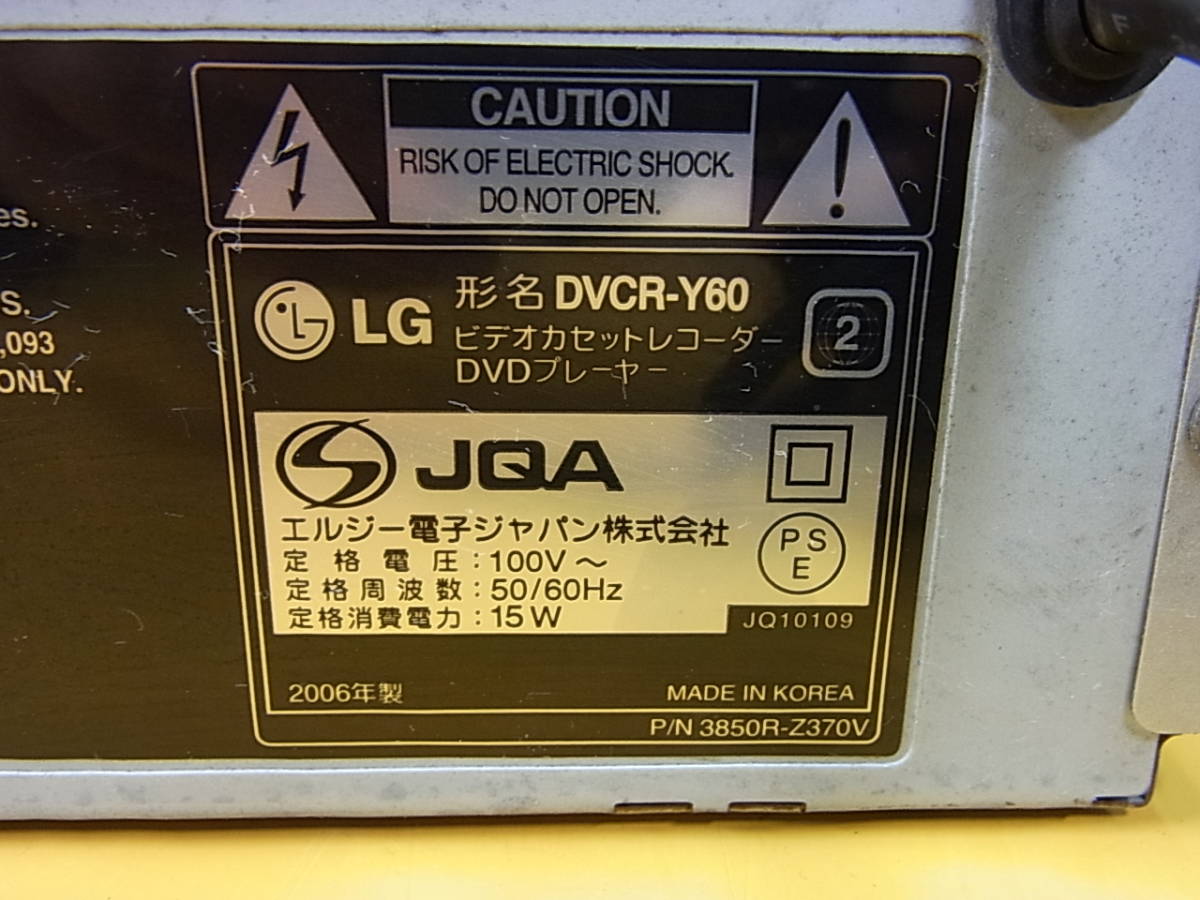 CAUTION
RISK OF ELECTRIC SHOCK.
DO NOT OPEN.
es.
S.
,093
ONLY.
LG
形名 DVCR-Y60
ビデオカセットレコーダー
DVDプレーヤー
2
JQA
エルジー電子ジャパン株式会社
定格電圧:100V～
定格周波数:50/60Hz
定格消費電力:15W
PS
E
JQ10109
2006年製
MADE IN KOREA
P/N 3850R-Z370V
F